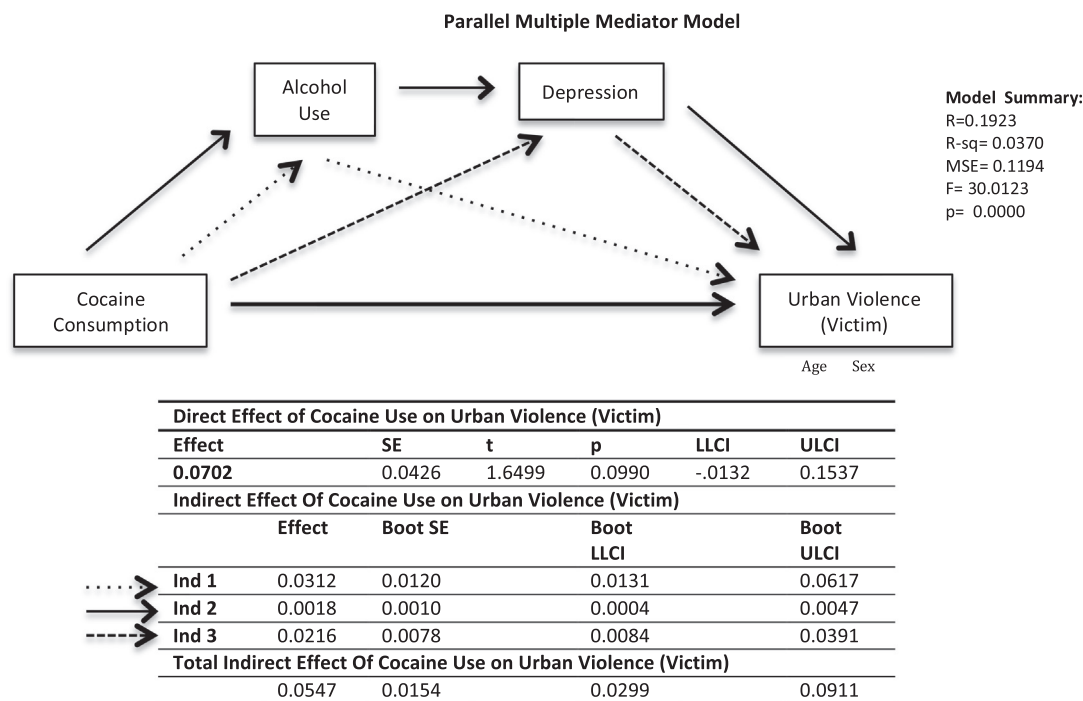 Parallel Multiple Mediator Model
Alcohol
Use
Depression
Model Summary:
R=0.1923
R-sq= 0.0370
MSE= 0.1194
F= 30.0123
p= 0.0000
Cocaine
Consumption
Urban Violence
(Victim)
Age Sex
Direct Effect of Cocaine Use on Urban Violence (Victim)
Effect SE t p LLCI ULCI
0.0702 0.0426 1.6499 0.0990 -.0132 0.1537
Indirect Effect Of Cocaine Use on Urban Violence (Victim)
Effect Boot SE Boot Boot
LLCI ULCI
Ind 1 0.0312 0.0120 0.0131 0.0617
Ind 2 0.0018 0.0010 0.0004 0.0047
Ind 3 0.0216 0.0078 0.0084 0.0391
Total Indirect Effect Of Cocaine Use on Urban Violence (Victim)
0.0547 0.0154 0.0299 0.0911